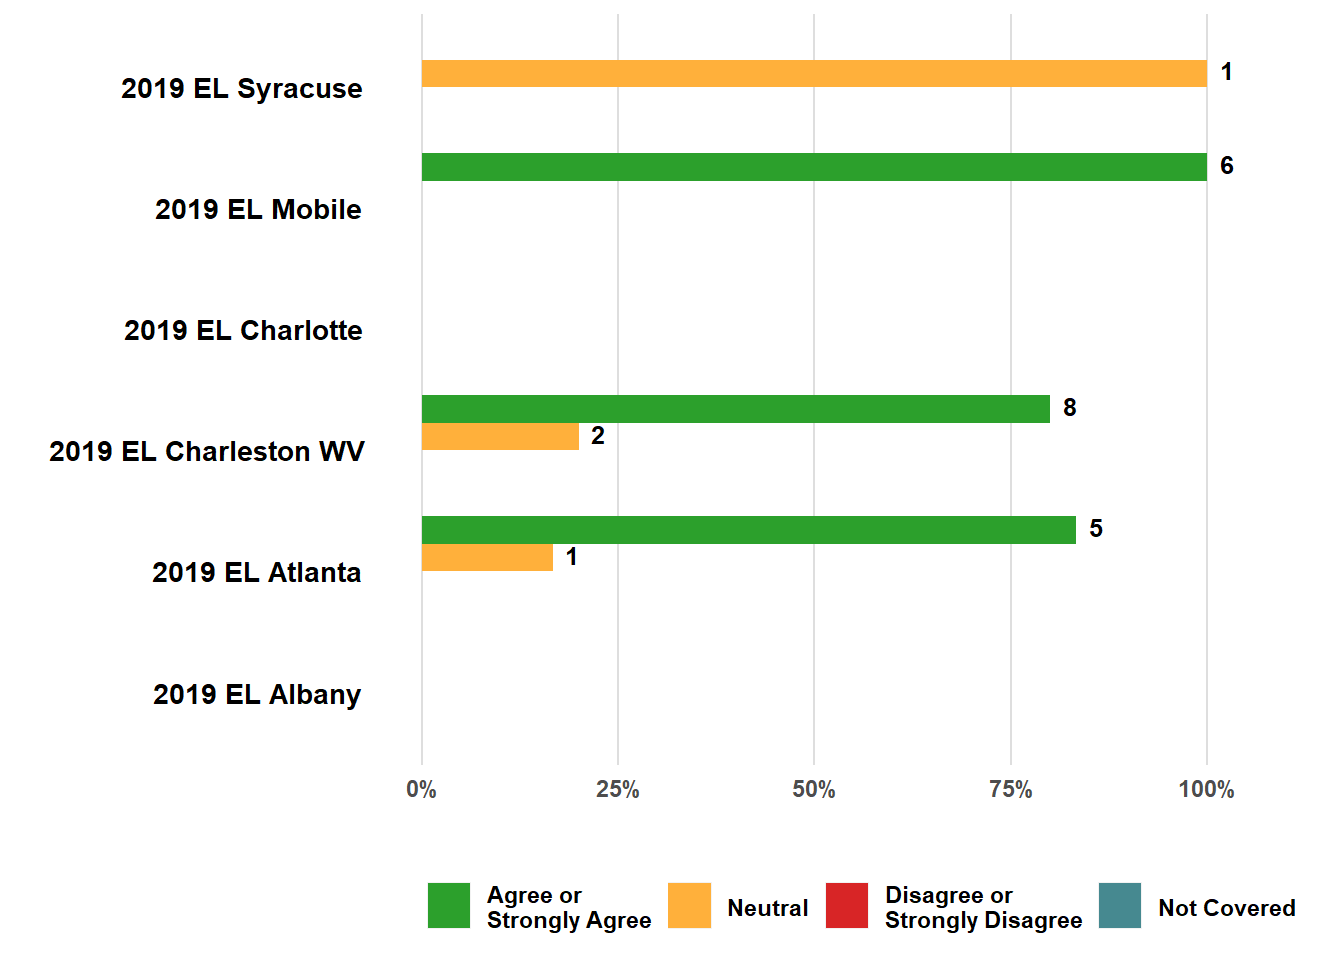 2019 EL Syracuse
1
6
2019 EL Mobile
2019 EL Charlotte
8
2
2019 EL Charleston WV
5
1
2019 EL Atlanta
2019 EL Albany
0% 25% 50% 75% 100%
Agree or
Strongly Agree
Neutral
Disagree or
Strongly Disagree
Not Covered